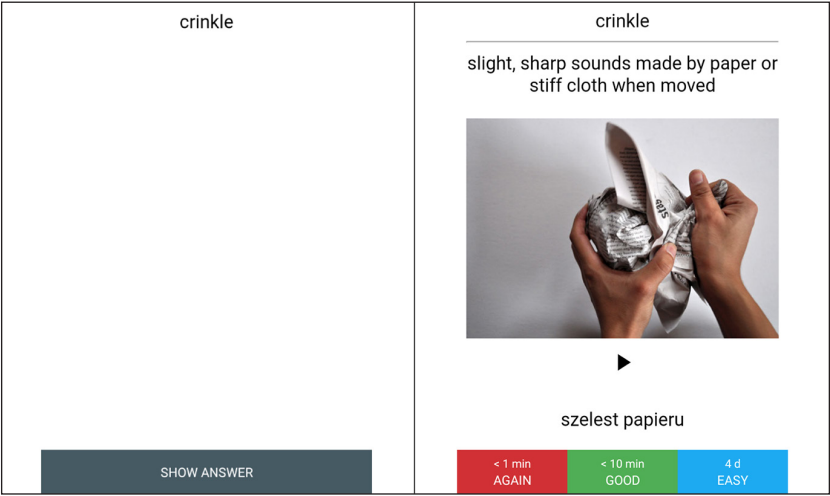 crinkle
SHOW ANSWER
crinkle
slight, sharp sounds made by paper or
stiff cloth when moved
szelest papieru
< 1 min
AGAIN
< 10 min
GOOD
4 d
EASY